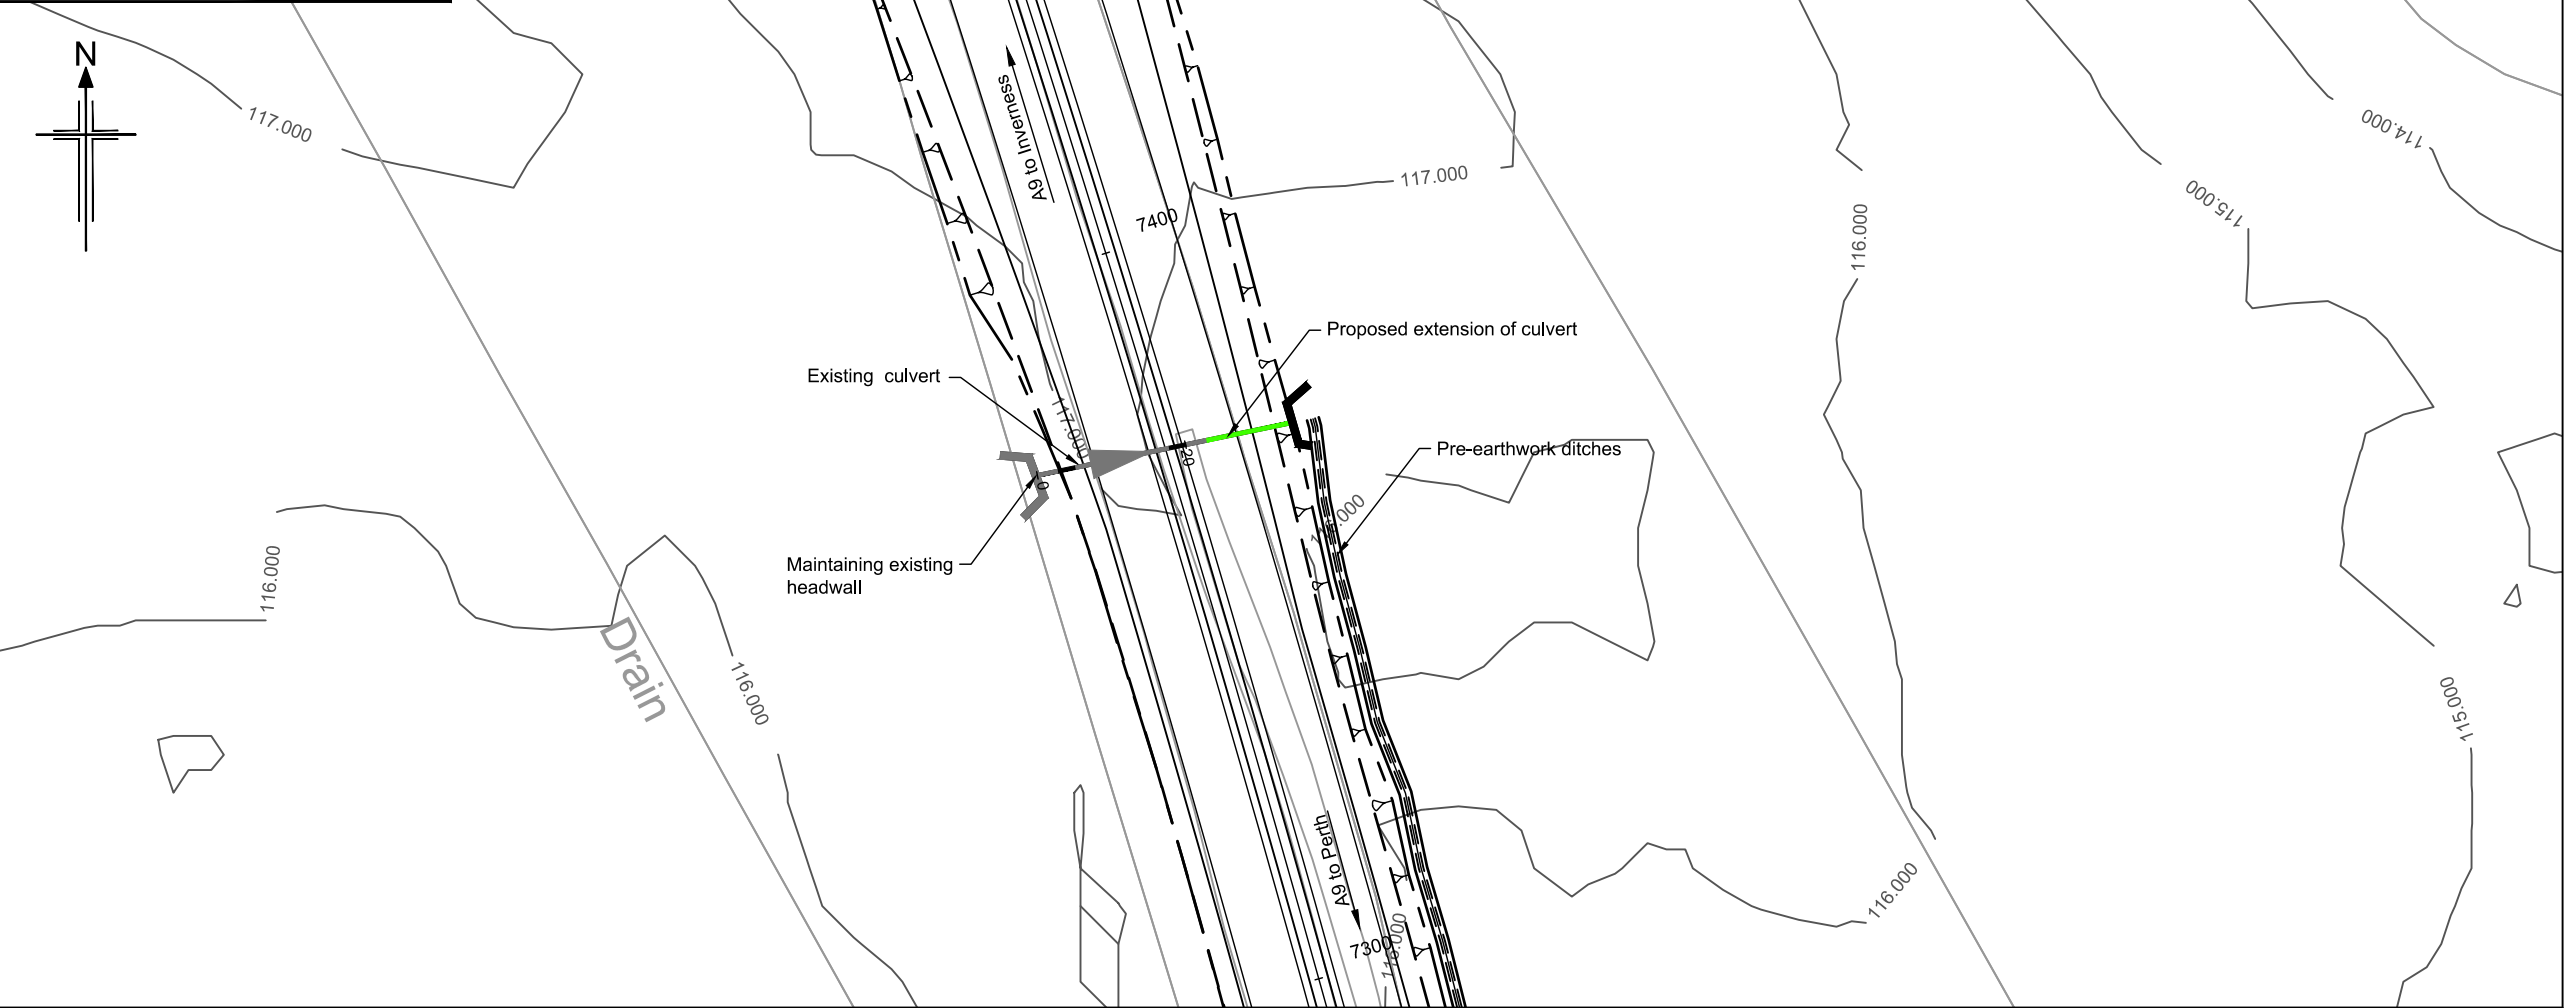 N
117.000
A9 to Inverness
117.000
114.000
115.000
7400
116.000
Proposed extension of culvert
Existing culvert
117.000
20
0
Pre-earthwork ditches
Maintaining existing
headwall
116.000
Drain
116.000
115.000
A9 to Perth
116.000
7300
116.000